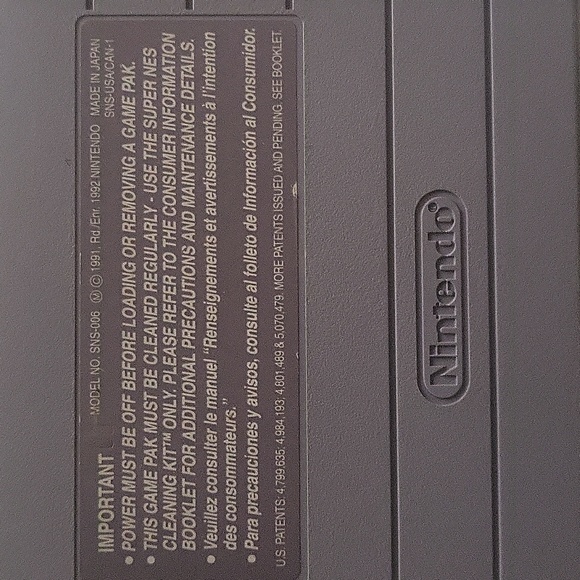 IMPORTANT MODEL NO. SNS-006 Ⓜ © 1991, Rd./Enr. 1992 NINTENDO MADE IN JAPAN
SNS-USA/CAN-1
• POWER MUST BE OFF BEFORE LOADING OR REMOVING A GAME PAK.
• THIS GAME PAK MUST BE CLEANED REGULARLY - USE THE SUPER NES
CLEANING KIT™ ONLY. PLEASE REFER TO THE CONSUMER INFORMATION
BOOKLET FOR ADDITIONAL PRECAUTIONS AND MAINTENANCE DETAILS.
• Veuillez consulter le manuel "Renseignements et avertissements à l'intention
des consommateurs."
• Para precauciones y avisos, consulte al folleto de Información al Consumidor.
U.S. PATENTS: 4,799,635; 4,984,193; 4,801,489 & 5,070,479. MORE PATENTS ISSUED AND PENDING. SEE BOOKLET.
Nintendo®